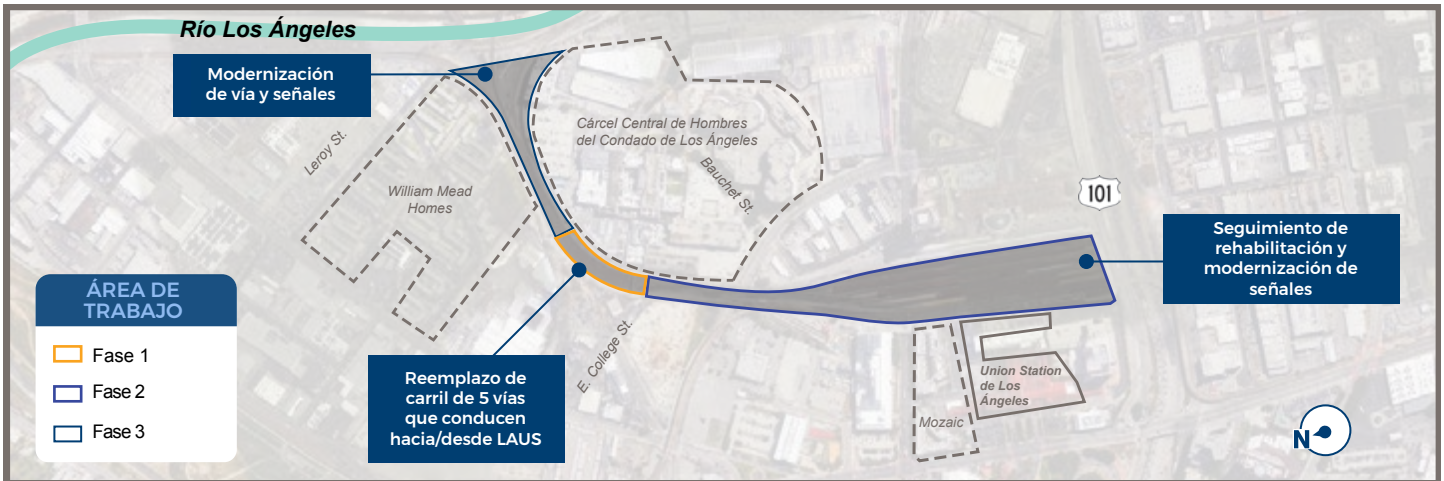 Río Los Ángeles
Modernización
de vía y señales
Leroy St.
William Mead
Homes
Cárcel Central de Hombres
del Condado de Los Ángeles
Bauchet St.
101
Seguimiento de
rehabilitación y
modernización de
señales
ÁREA DE
TRABAJO
Fase 1
Fase 2
Fase 3
Reemplazo de
carril de 5 vías
que conducen
hacia/desde LAUS
E. College St.
Mozaic
Union Station
de Los
Ángeles
N